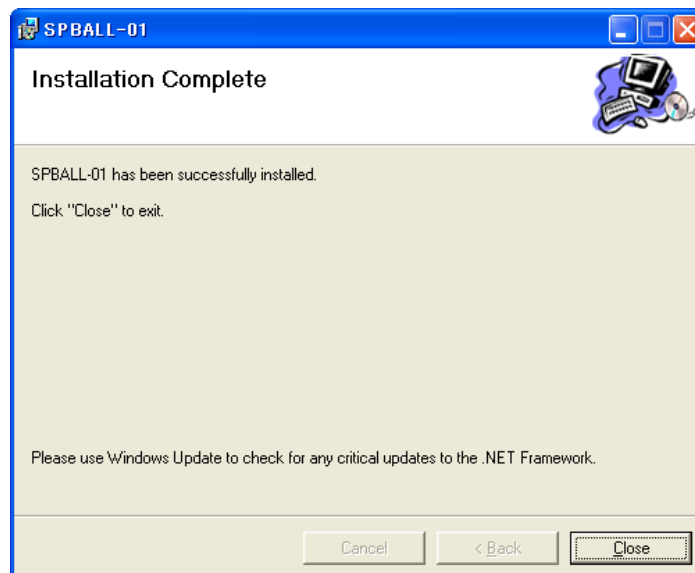 SPBALL-01
Installation Complete
SPBALL-01 has been successfully installed.
Click "Close" to exit.
Please use Windows Update to check for any critical updates to the .NET Framework.
Cancel
< Back
Close